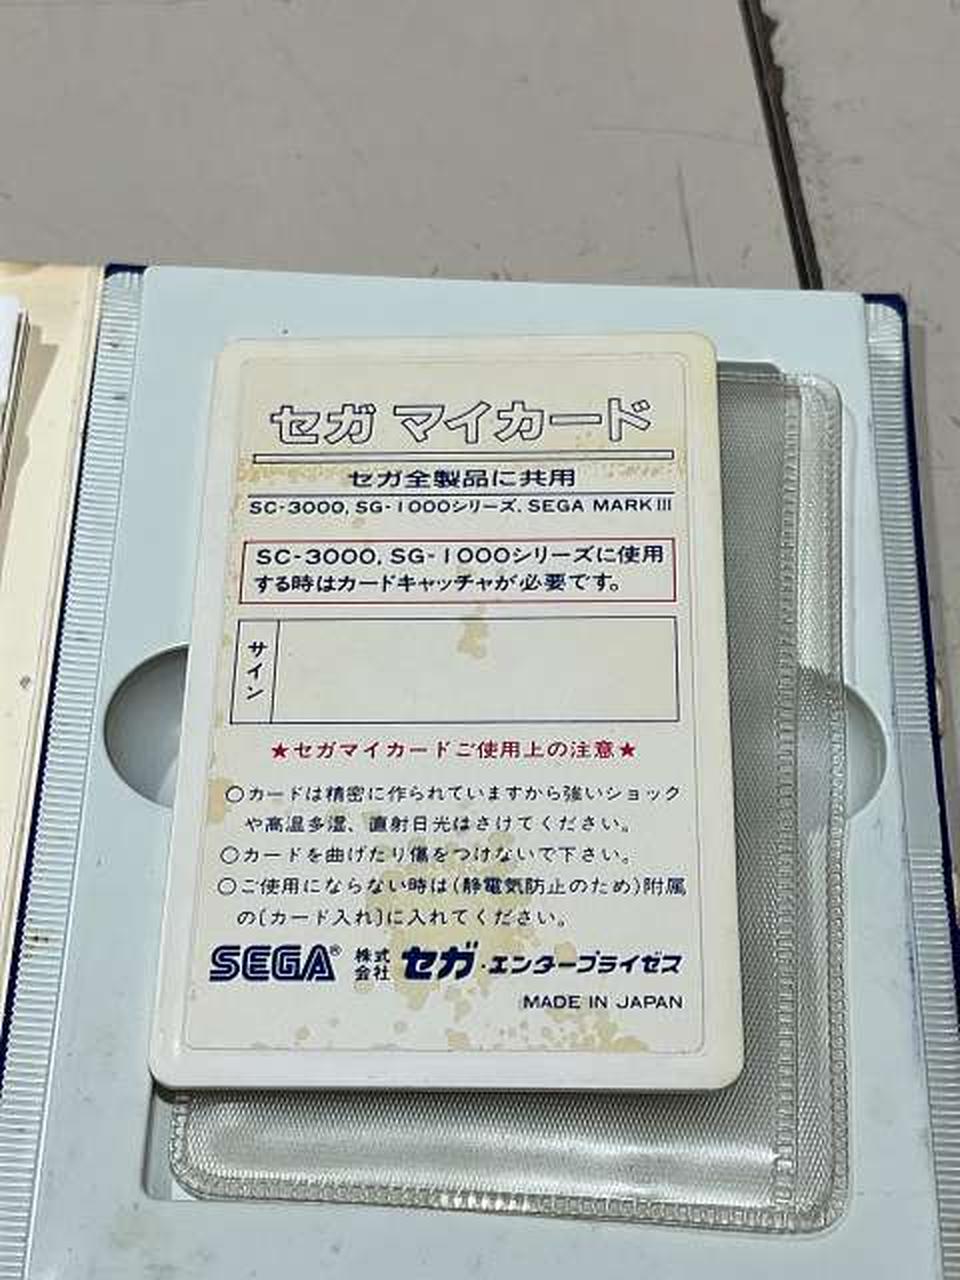 セガ マイカード
セガ全製品に共用
SC-3000, SG-1000シリーズ, SEGA MARK III
SC-3000, SG-1000シリーズに使用
する時はカードキャッチャが必要です。
サイン
★セガマイカードご使用上の注意★
○カードは精密に作られていますから強いショック
や高温多湿、直射日光はさけてください。
○カードを曲げたり傷をつけないで下さい。
○ご使用にならない時は(静電気防止のため)附属
の[カード入れ]に入れてください。
SEGA® 株式会社 セガ・エンタープライゼス
MADE IN JAPAN